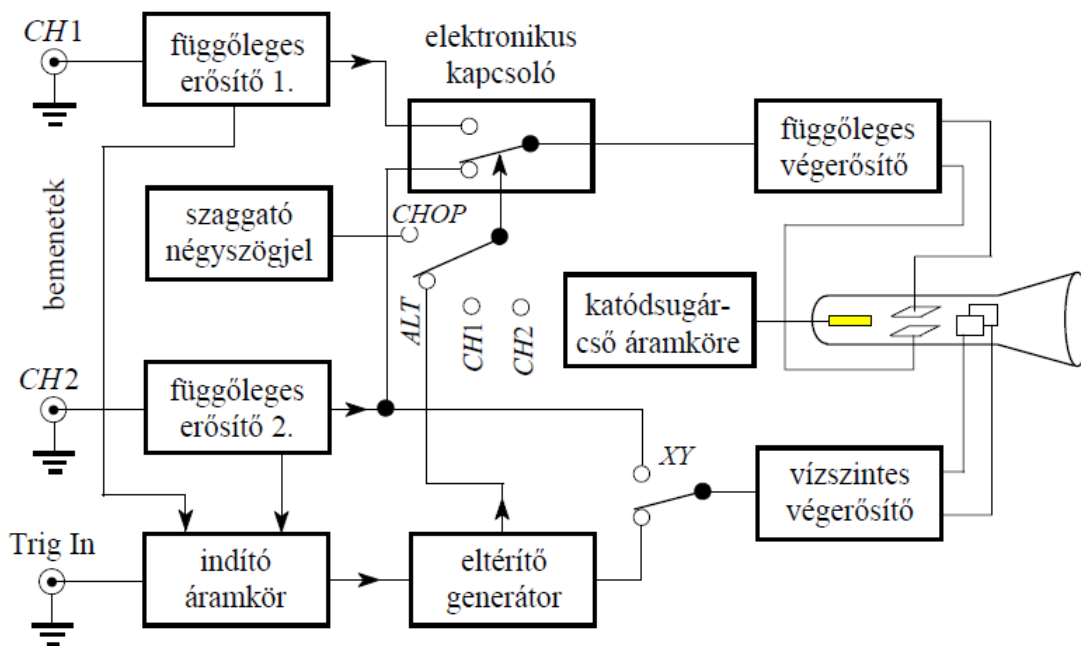 CH1
függőleges
erősítő 1.
elektronikus
kapcsoló
függőleges
végerősítő
bemenetek
szaggató
négyszögjel
CHOP
ALT
CH1
CH2
katódsugár-
cső áramköre
CH2
függőleges
erősítő 2.
XY
vízszintes
végerősítő
Trig In
indító
áramkör
eltérítő
generátor